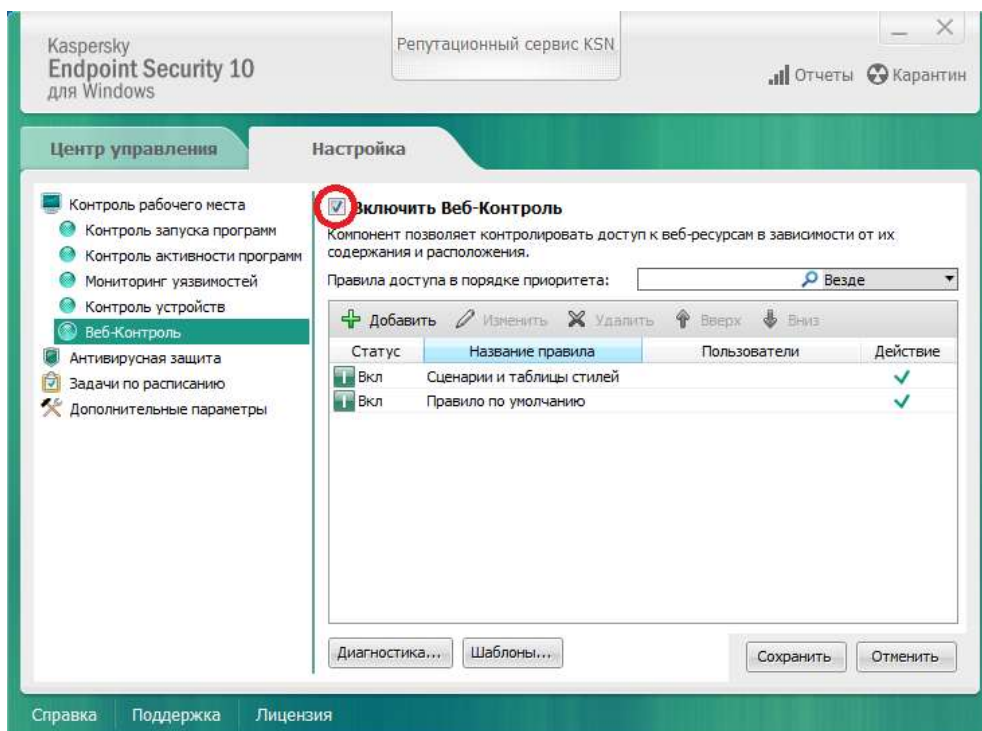 Kaspersky
Endpoint Security 10
для Windows
Репутационный сервис KSN
Отчеты
Карантин
Центр управления
Настройка
Контроль рабочего места
Контроль запуска программ
Контроль активности программ
Мониторинг уязвимостей
Контроль устройств
Веб-Контроль
Антивирусная защита
Задачи по расписанию
Дополнительные параметры
Включить Веб-Контроль
Компонент позволяет контролировать доступ к веб-ресурсам в зависимости от их
содержания и расположения.
Правила доступа в порядке приоритета:
Везде
Добавить Изменить Удалить Вверх Вниз
Статус Название правила Пользователи Действие
Вкл Сценарии и таблицы стилей
Вкл Правило по умолчанию
Диагностика... Шаблоны...
Сохранить Отменить
Справка Поддержка Лицензия